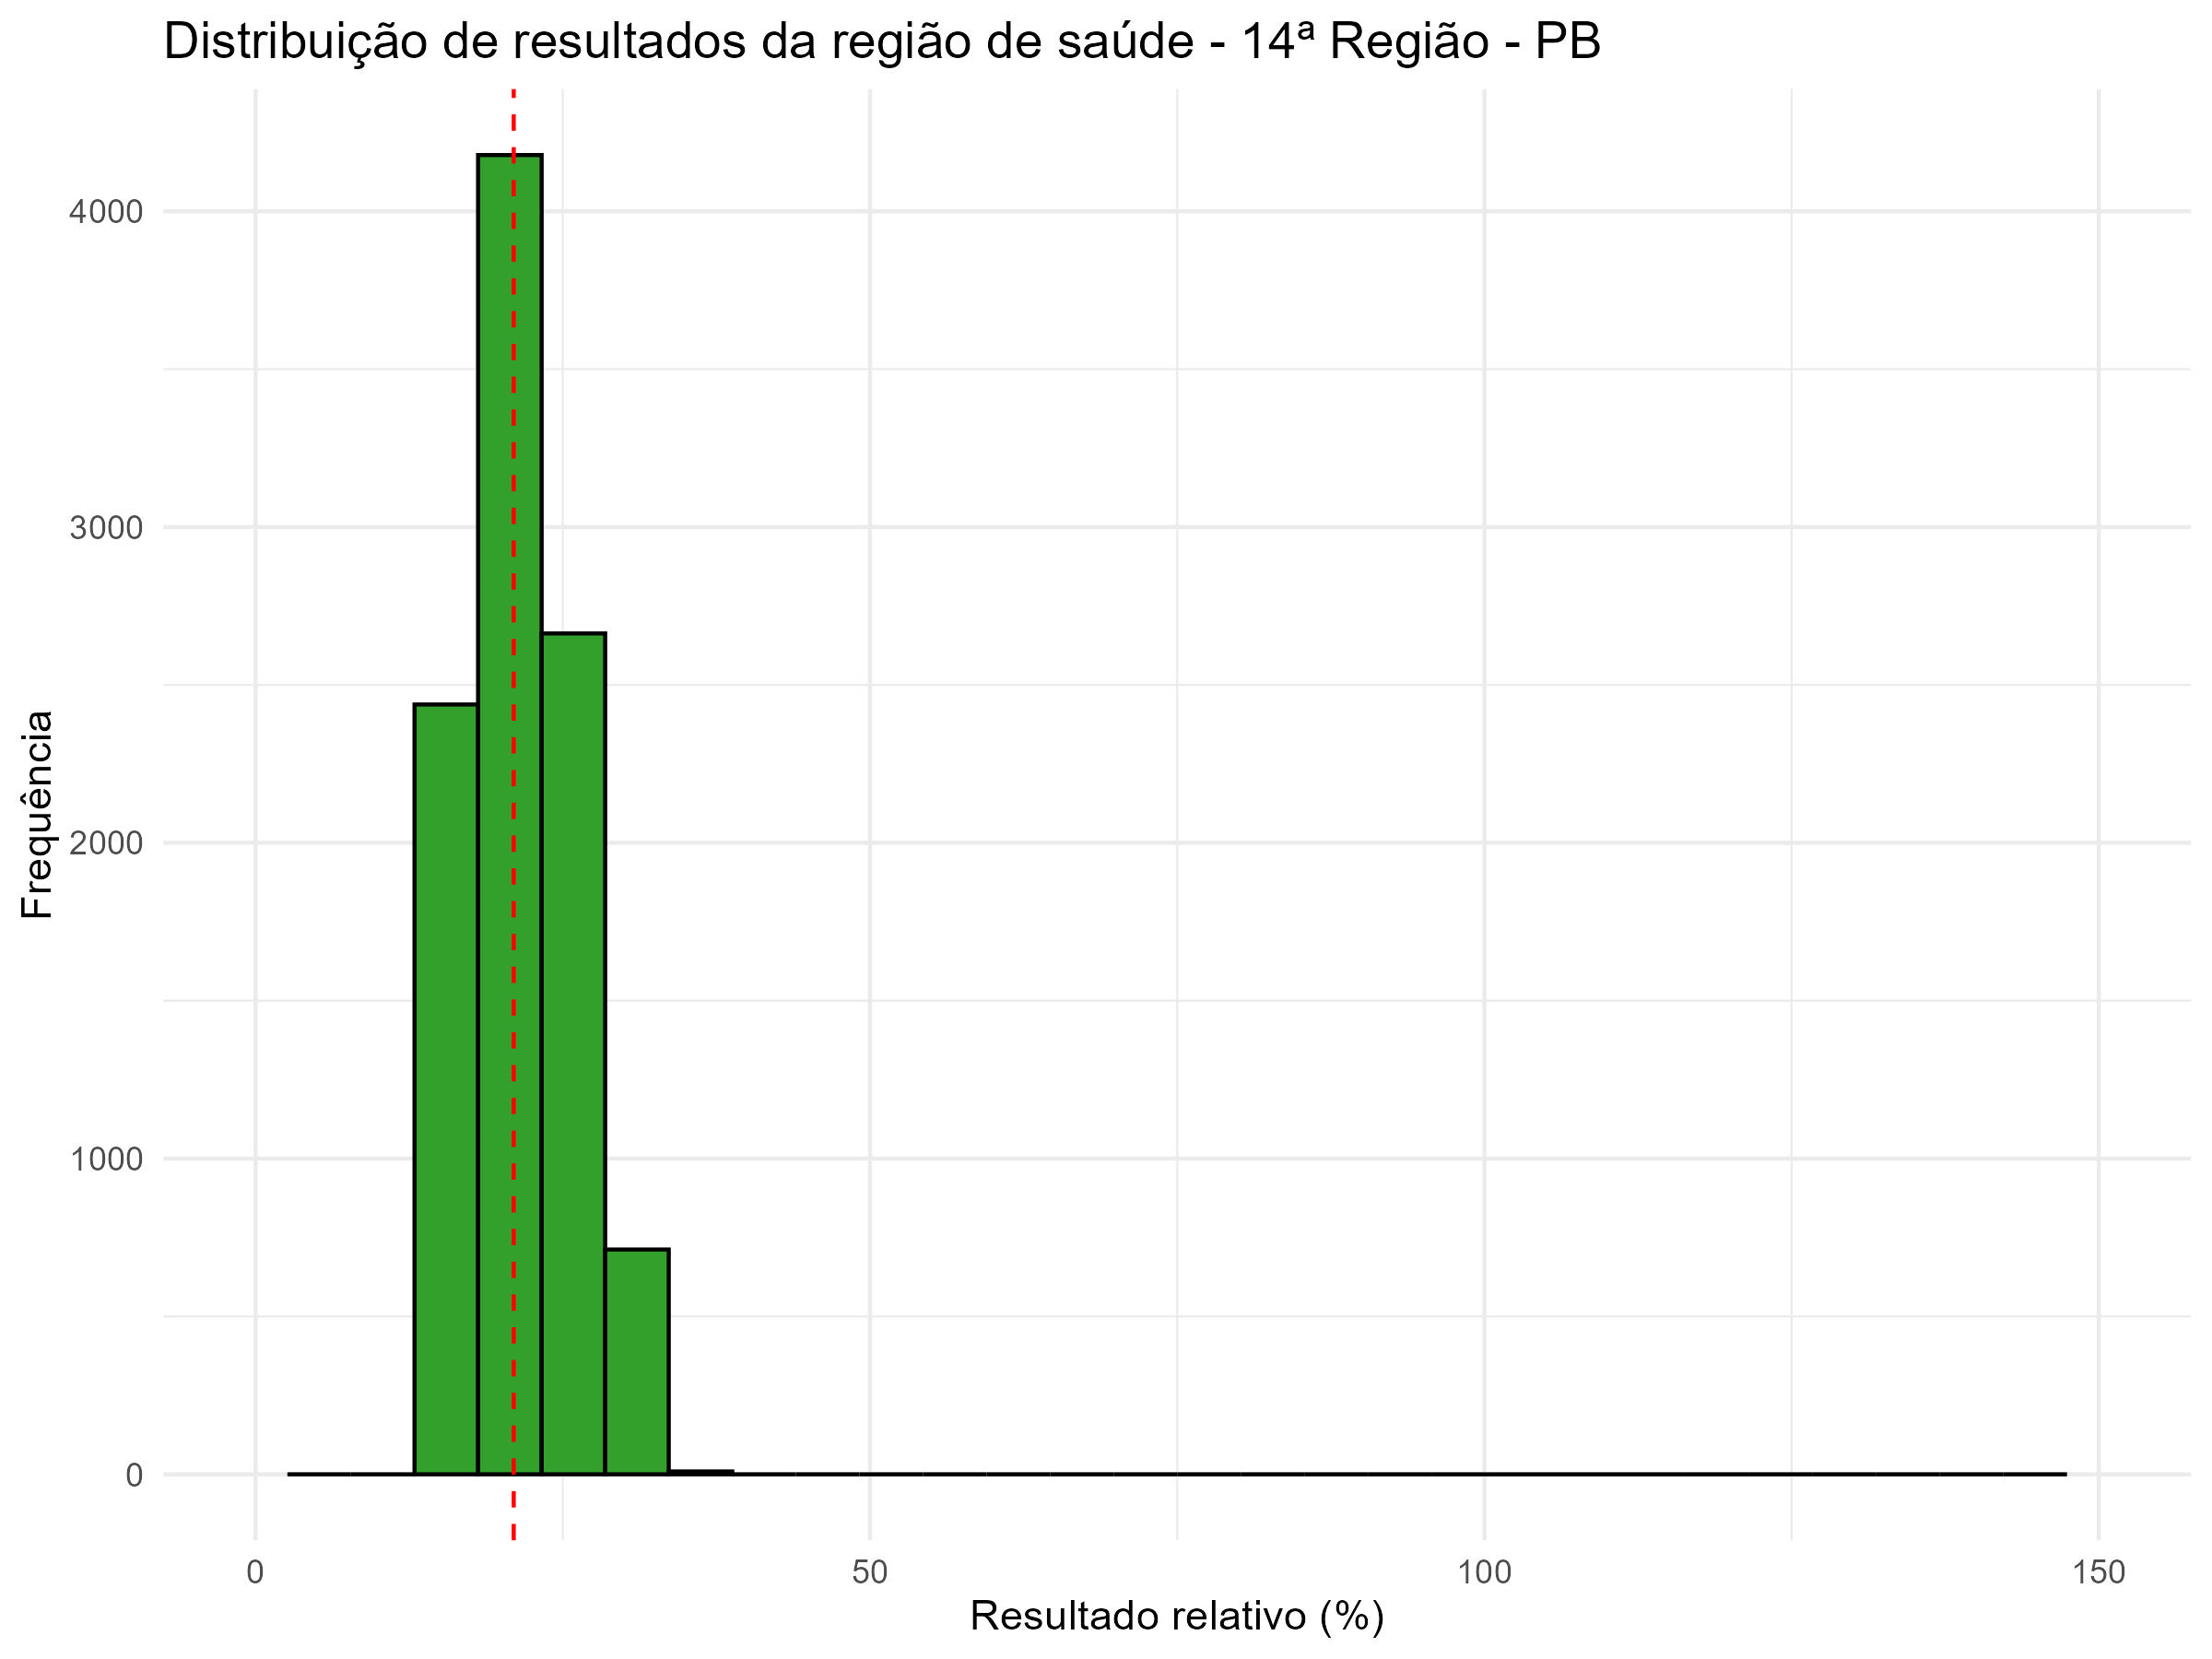 Distribuição de resultados da região de saúde - 14ª Região - PB
Frequência
4000
3000
2000
1000
0
0 50 100 150
Resultado relativo (%)